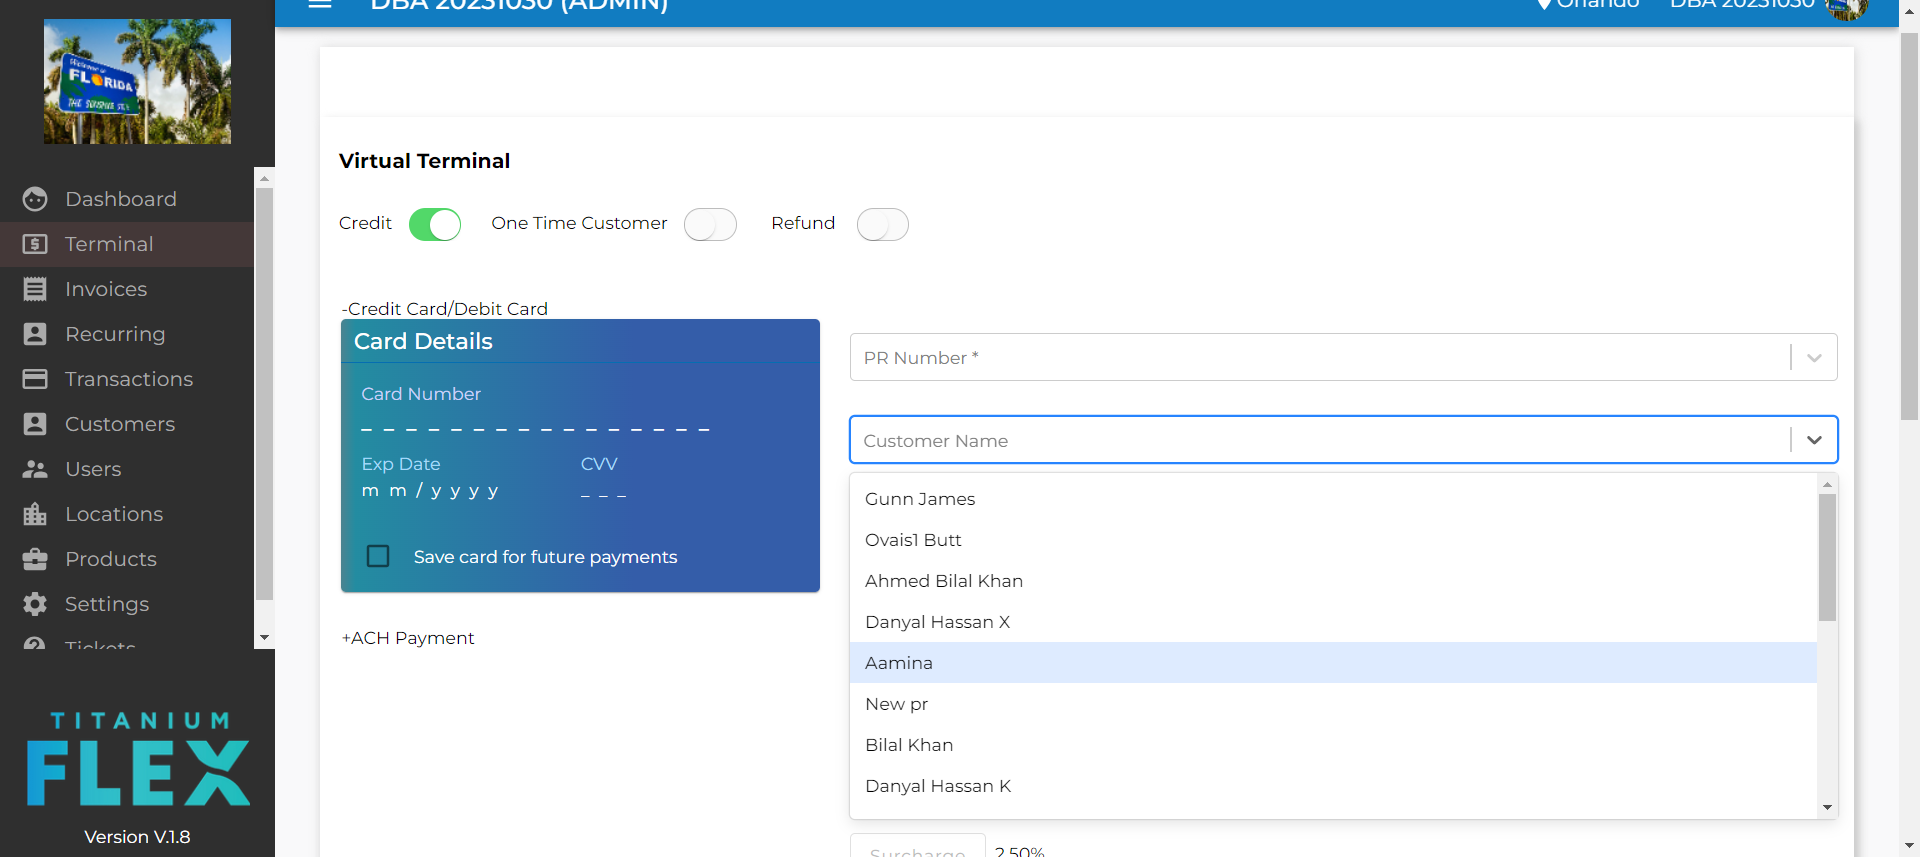 DBA 20231030 (ADMIN)
Orlando
DBA 20231030
Welcome to
FLORIDA
THE SUNSHINE STATE
Dashboard
Terminal
Invoices
Recurring
Transactions
Customers
Users
Locations
Products
Settings
Tickets
TITANIUM
FLEX
Version V.1.8
Virtual Terminal
Credit
One Time Customer
Refund
-Credit Card/Debit Card
Card Details
Card Number
_ _ _ _ _ _ _ _ _ _ _ _ _ _ _ _
Exp Date
CVV
mm/yyyy
_ _ _
Save card for future payments
+ACH Payment
PR Number *
Customer Name
Gunn James
Ovais1 Butt
Ahmed Bilal Khan
Danyal Hassan X
Aamina
New pr
Bilal Khan
Danyal Hassan K
Surcharge
2.50%